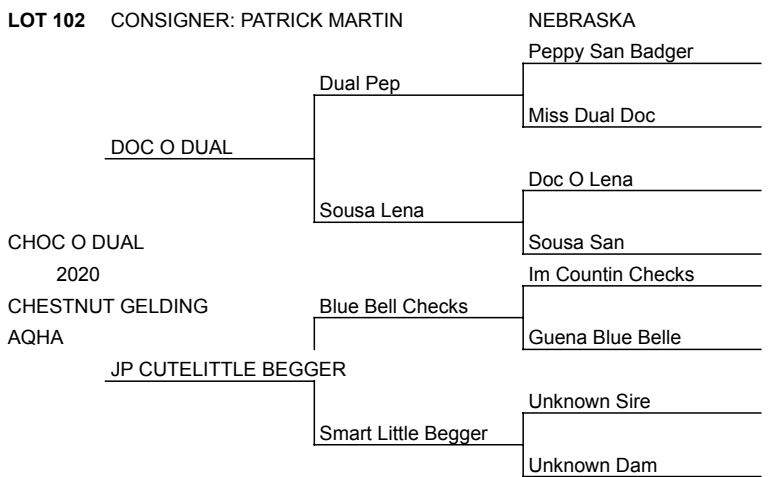 LOT 102 CONSIGNER: PATRICK MARTIN NEBRASKA
Peppy San Badger
Dual Pep
Miss Dual Doc
DOC O DUAL
Doc O Lena
Sousa Lena
CHOC O DUAL
Sousa San
2020
Im Countin Checks
CHESTNUT GELDING
Blue Bell Checks
AQHA
Guena Blue Belle
JP CUTELITTLE BEGGER
Unknown Sire
Smart Little Begger
Unknown Dam